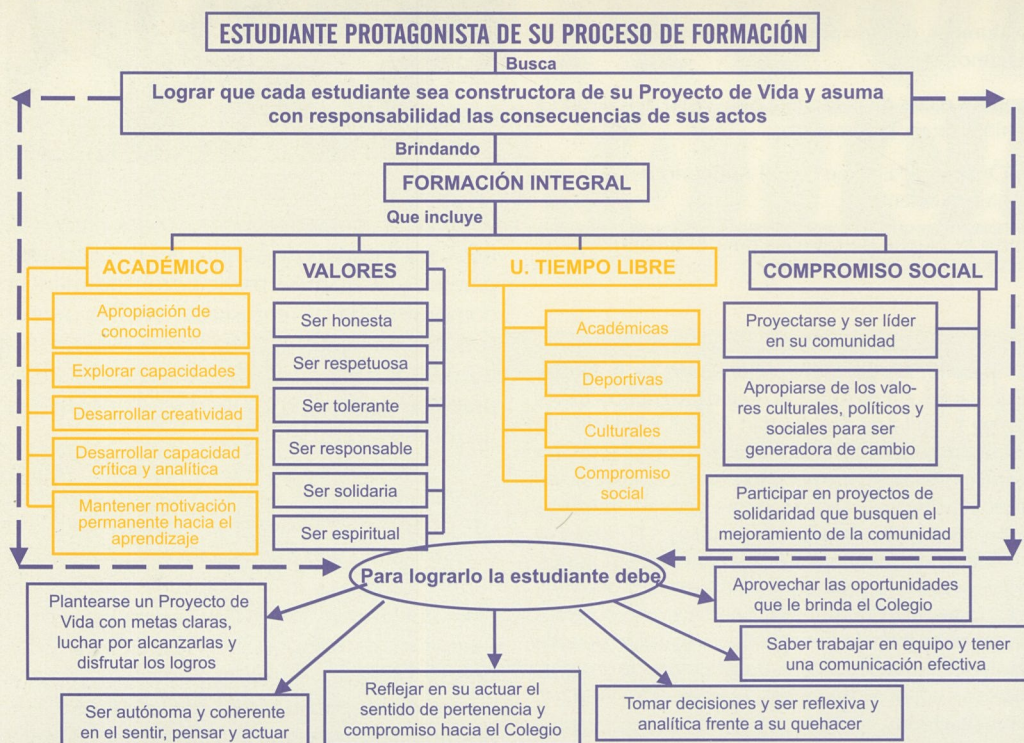 ESTUDIANTE PROTAGONISTA DE SU PROCESO DE FORMACIÓN
Busca
Lograr que cada estudiante sea constructora de su Proyecto de Vida y asuma
con responsabilidad las consecuencias de sus actos
Brindando
FORMACIÓN INTEGRAL
Que incluye
ACADÉMICO
Apropiación de
conocimiento
Explorar capacidades
Desarrollar creatividad
Desarrollar capacidad
crítica y analítica
Mantener motivación
permanente hacia el
aprendizaje
VALORES
Ser honesta
Ser respetuosa
Ser tolerante
Ser responsable
Ser solidaria
Ser espiritual
U. TIEMPO LIBRE
Académicas
Deportivas
Culturales
Compromiso
social
COMPROMISO SOCIAL
Proyectarse y ser líder
en su comunidad
Apropiarse de los valo-
res culturales, políticos y
sociales para ser
generadora de cambio
Participar en proyectos de
solidaridad que busquen el
mejoramiento de la comunidad
Para lograrlo la estudiante debe
Plantearse un Proyecto de
Vida con metas claras,
luchar por alcanzarlas y
disfrutar los logros
Ser autónoma y coherente
en el sentir, pensar y actuar
Reflejar en su actuar el
sentido de pertenencia y
compromiso hacia el Colegio
Tomar decisiones y ser reflexiva y
analítica frente a su quehacer
Saber trabajar en equipo y tener
una comunicación efectiva
Aprovechar las oportunidades
que le brinda el Colegio